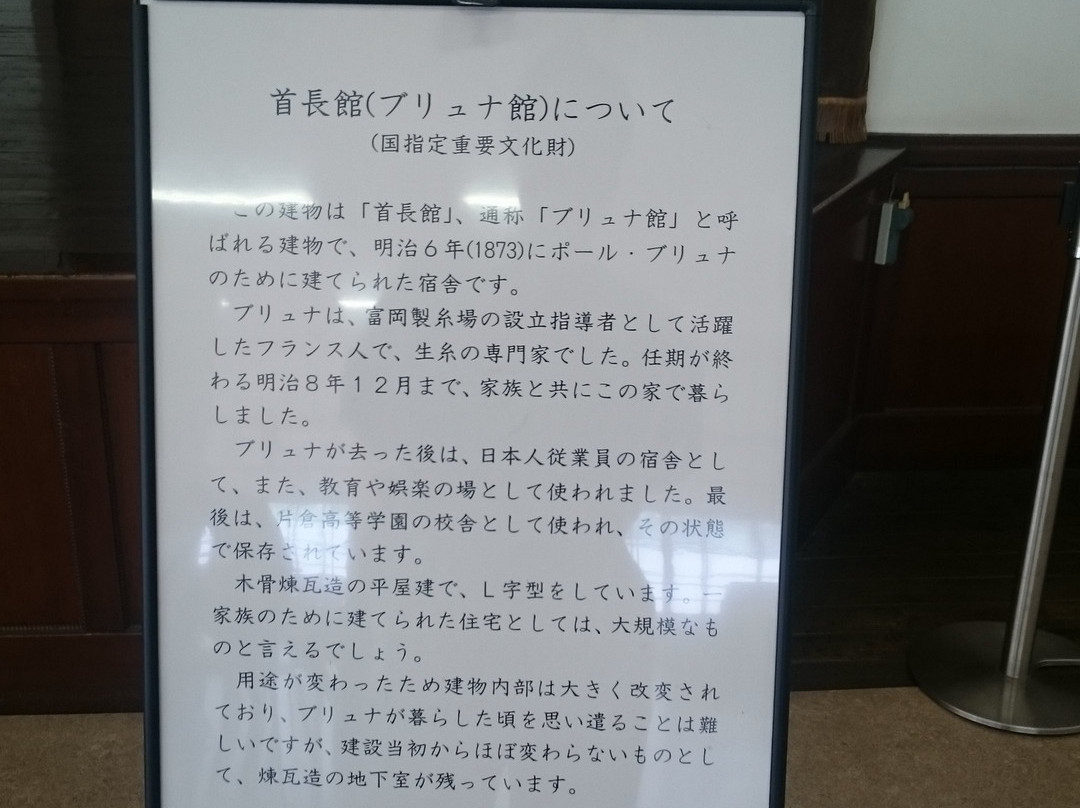 首長館(ブリュナ館)について
(国指定重要文化財)
この建物は「首長館」、通称「ブリュナ館」と呼
ばれる建物で、明治6年(1873)にポール・ブリュナ
のために建てられた宿舎です。
ブリュナは、富岡製糸場の設立指導者として活躍
したフランス人で、生糸の専門家でした。任期が終
わる明治8年12月まで、家族と共にこの家で暮ら
しました。
ブリュナが去った後は、日本人従業員の宿舎とし
て、また、教育や娯楽の場として使われました。最
後は、片倉高等学園の校舎として使われ、その状態
で保存されています。
木骨煉瓦造の平屋建で、L字型をしています。一
家族のために建てられた住宅としては、大規模なも
のと言えるでしょう。
用途が変わったため建物内部は大きく改変され
ており、ブリュナが暮らした頃を思い遣ることは難
しいですが、建設当初からほぼ変わらないものとし
て、煉瓦造の地下室が残っています。